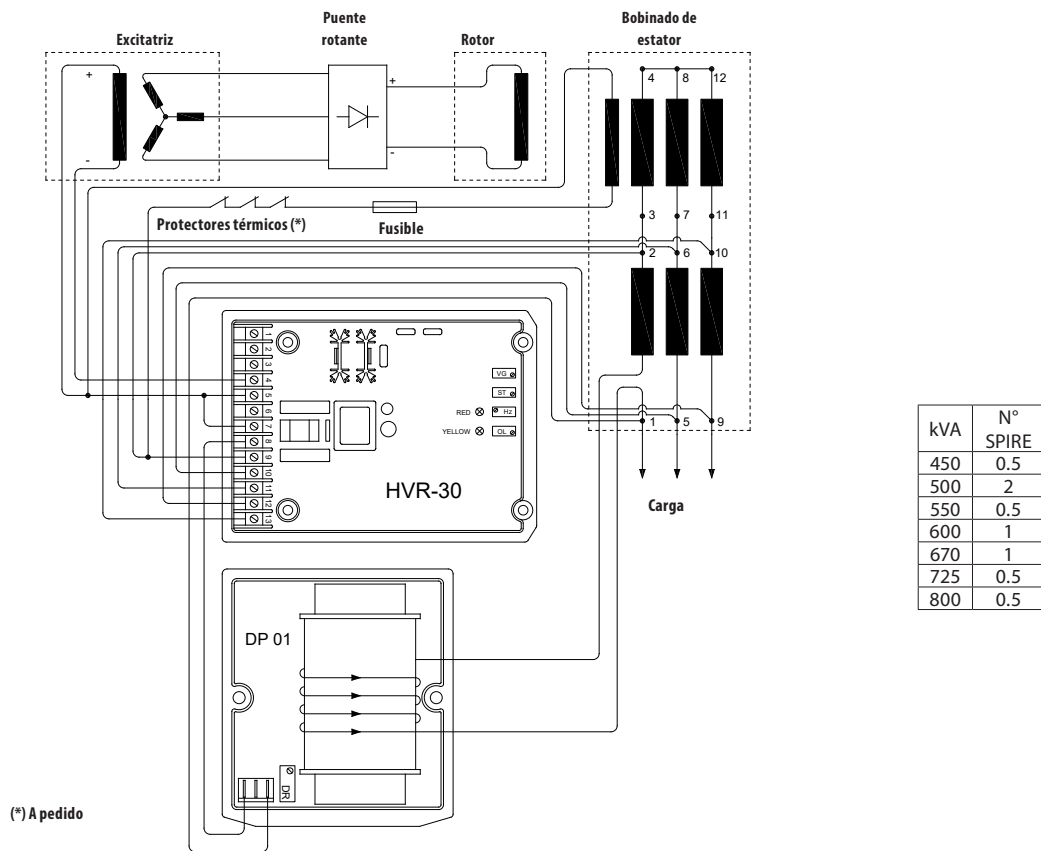 Puente
rotante
Bobinado de
estator
Excitatriz
Rotor
+
-
+
-
4
8
12
3
7
11
2
6
10
1
5
9
Protectores térmicos (*)
Fusible
1
2
3
4
5
6
7
8
9
10
11
12
13
VG
ST
RED
Hz
YELLOW
OL
HVR-30
Carga
DP 01
DR
(*) A pedido
kVA N° SPIRE
450 0.5
500 2
550 0.5
600 1
670 1
725 0.5
800 0.5